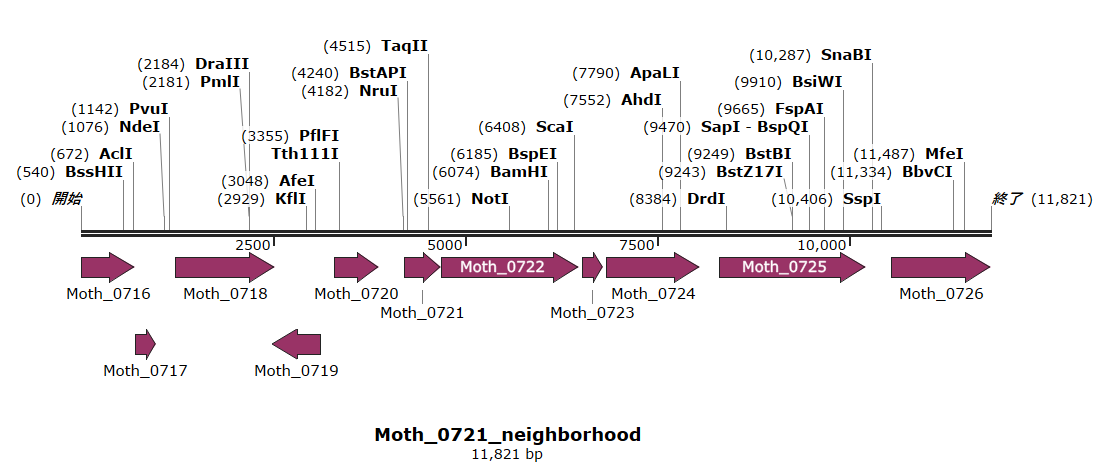 (4515) TaqII
(10,287) SnaBI
(2184) DraIII
(4240) BstAPI
(7790) ApaLI
(2181) PmlI
(9910) BsiWI
(4182) NruI
(7552) AhdI
(1142) PvuI
(9665) FspAI
(1076) NdeI
(6408) ScaI
(9470) SapI - BspQI
(3355) PflFI
Tth111I
(672) AclI
(6185) BspEI
(9249) BstBI
(11,487) MfeI
(540) BssHII
(3048) AfeI
(6074) BamHI
(9243) BstZ17I
(11,334) BbvCI
(0) 開始
(2929) KflI
(5561) NotI
(8384) DrdI
(10,406) SspI
終了 (11,821)
2500
5000
7500
10,000
Moth_0722
Moth_0725
Moth_0716
Moth_0718
Moth_0720
Moth_0724
Moth_0726
Moth_0721
Moth_0723
Moth_0717
Moth_0719
Moth_0721_neighborhood
11,821 bp